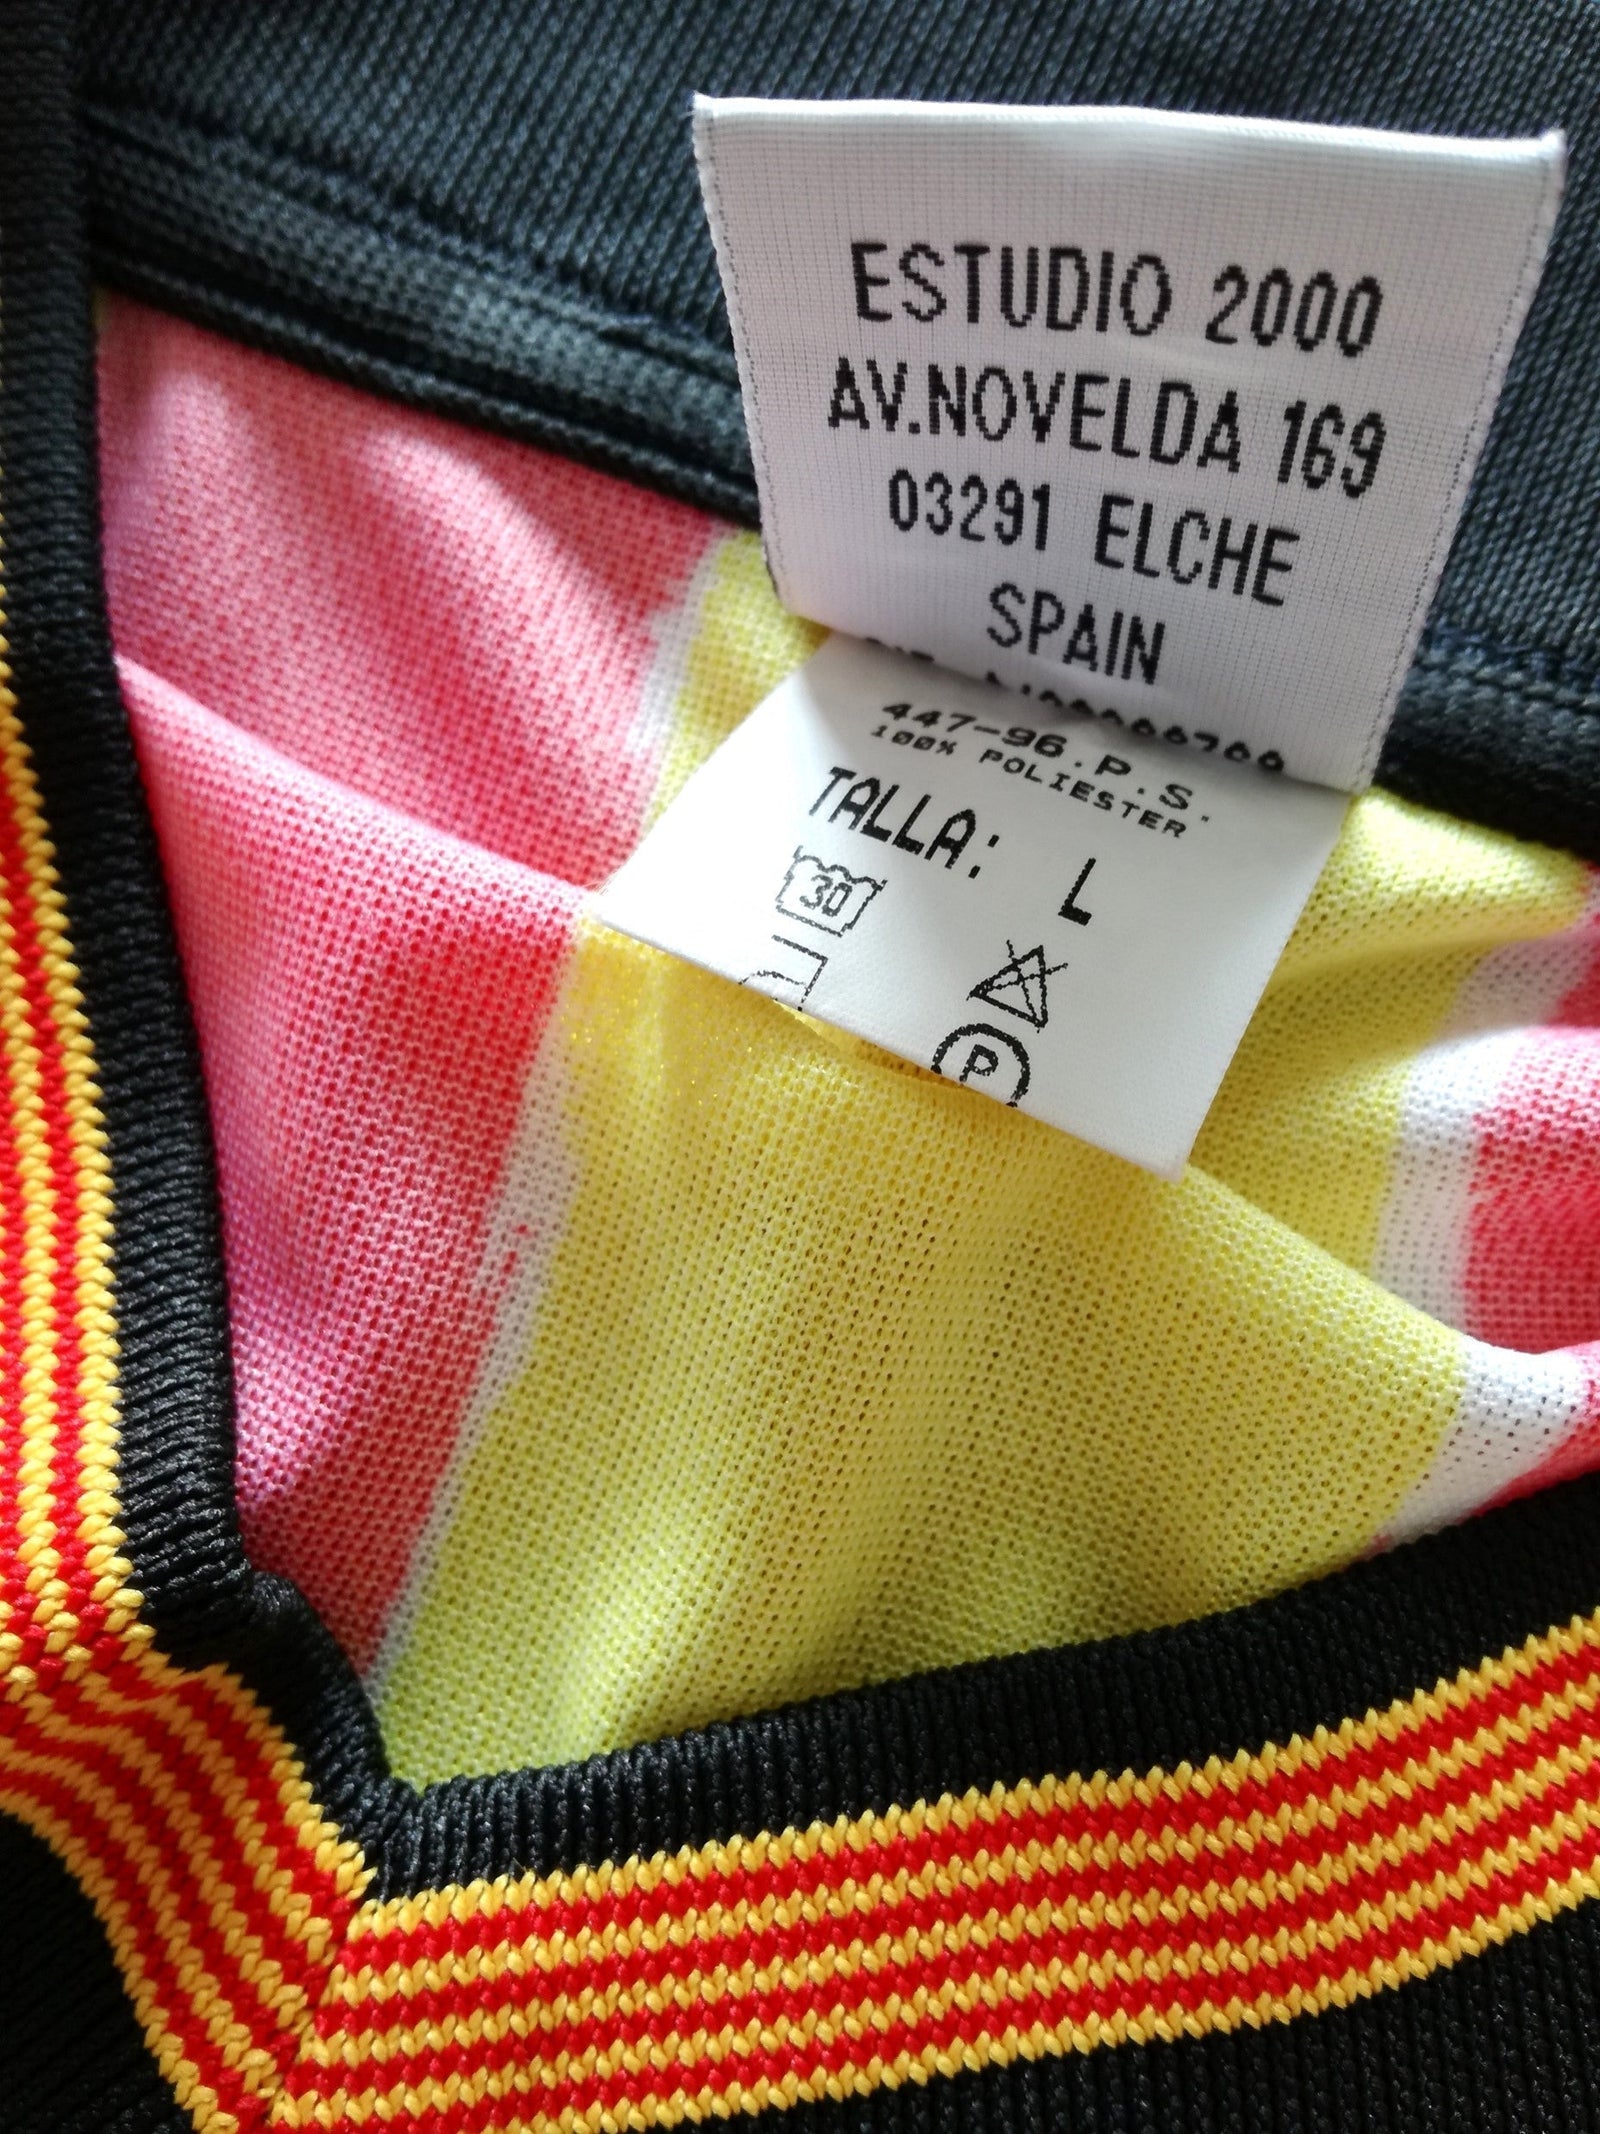 ESTUDIO 2000
AV.NOVELDA 169
03291 ELCHE
SPAIN
447-96.P.S.
100% POLIESTER
TALLA: L
30
P